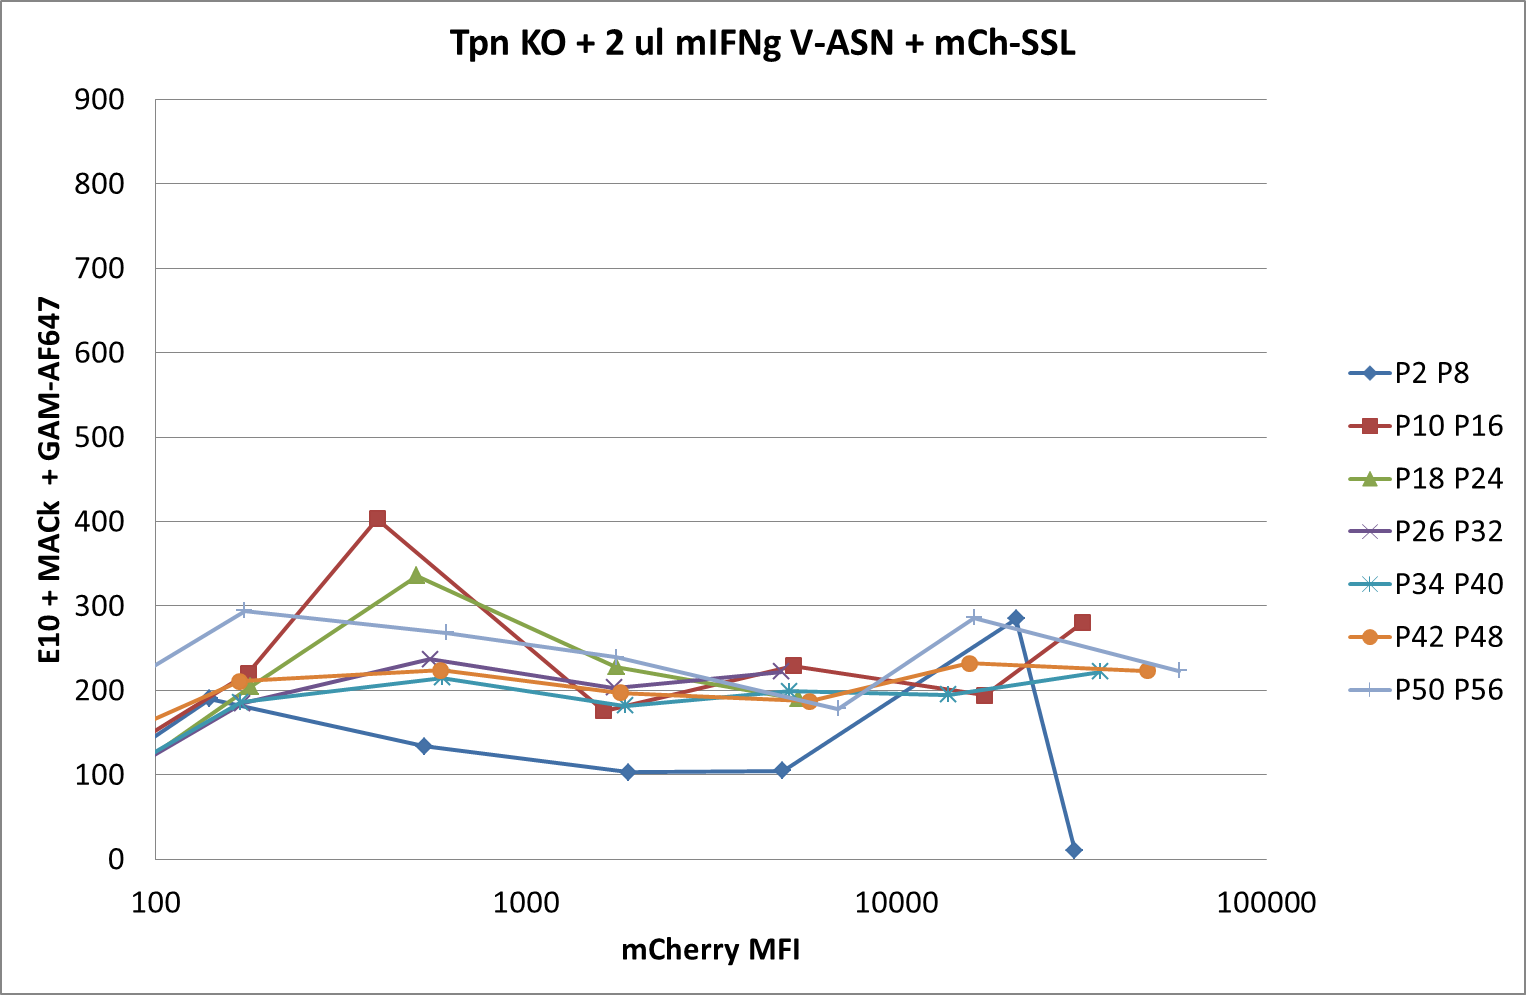 Tpn KO + 2 ul mIFNg V-ASN + mCh-SSL
E10 + MACk + GAM-AF647
900
800
700
600
500
400
300
200
100
0
100 1000 10000 100000
mCherry MFI
P2 P8
P10 P16
P18 P24
P26 P32
P34 P40
P42 P48
P50 P56